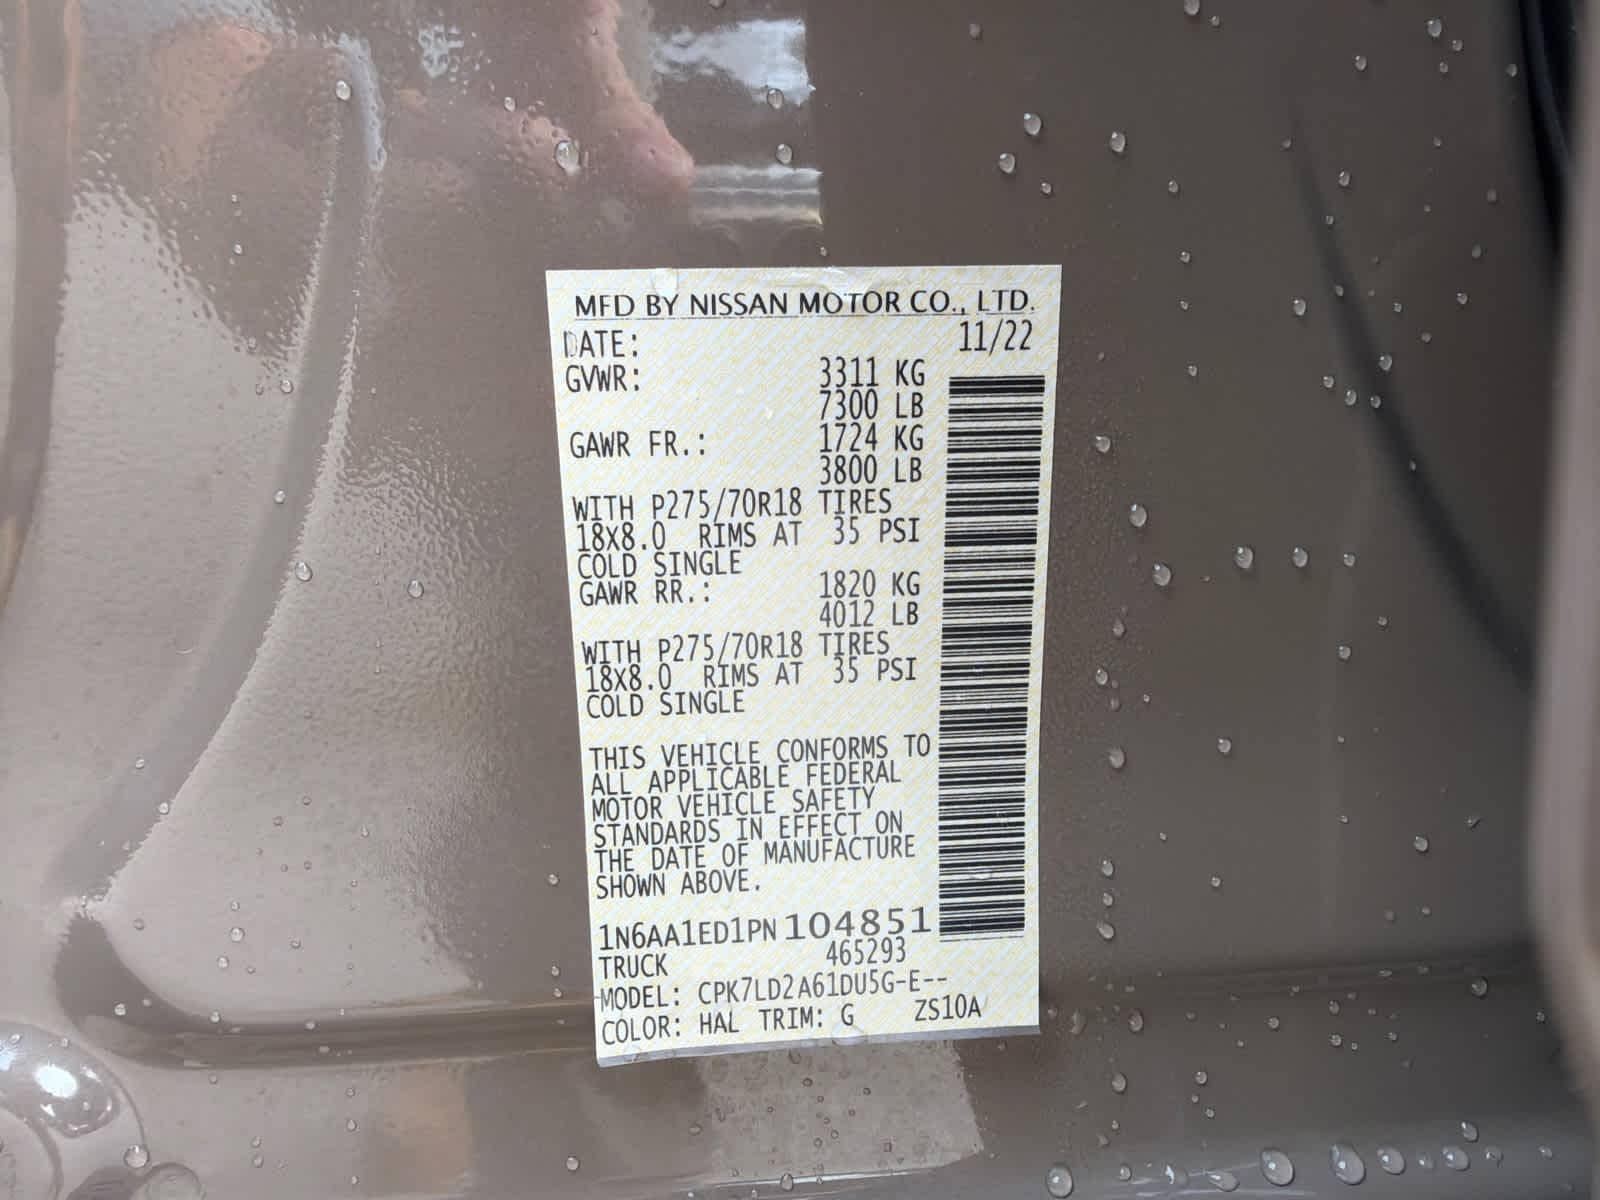 MFD BY NISSAN MOTOR CO., LTD.
DATE: 11/22
GVWR: 3311 KG
7300 LB
GAWR FR.: 1724 KG
3800 LB
WITH P275/70R18 TIRES
18X8.0 RIMS AT 35 PSI
COLD SINGLE
GAWR RR.: 1820 KG
4012 LB
WITH P275/70R18 TIRES
18X8.0 RIMS AT 35 PSI
COLD SINGLE
THIS VEHICLE CONFORMS TO
ALL APPLICABLE FEDERAL
MOTOR VEHICLE SAFETY
STANDARDS IN EFFECT ON
THE DATE OF MANUFACTURE
SHOWN ABOVE.
1N6AA1ED1PN104851
TRUCK 465293
MODEL: CPK7LD2A61DU5G-E--
COLOR: HAL TRIM: G ZS10A